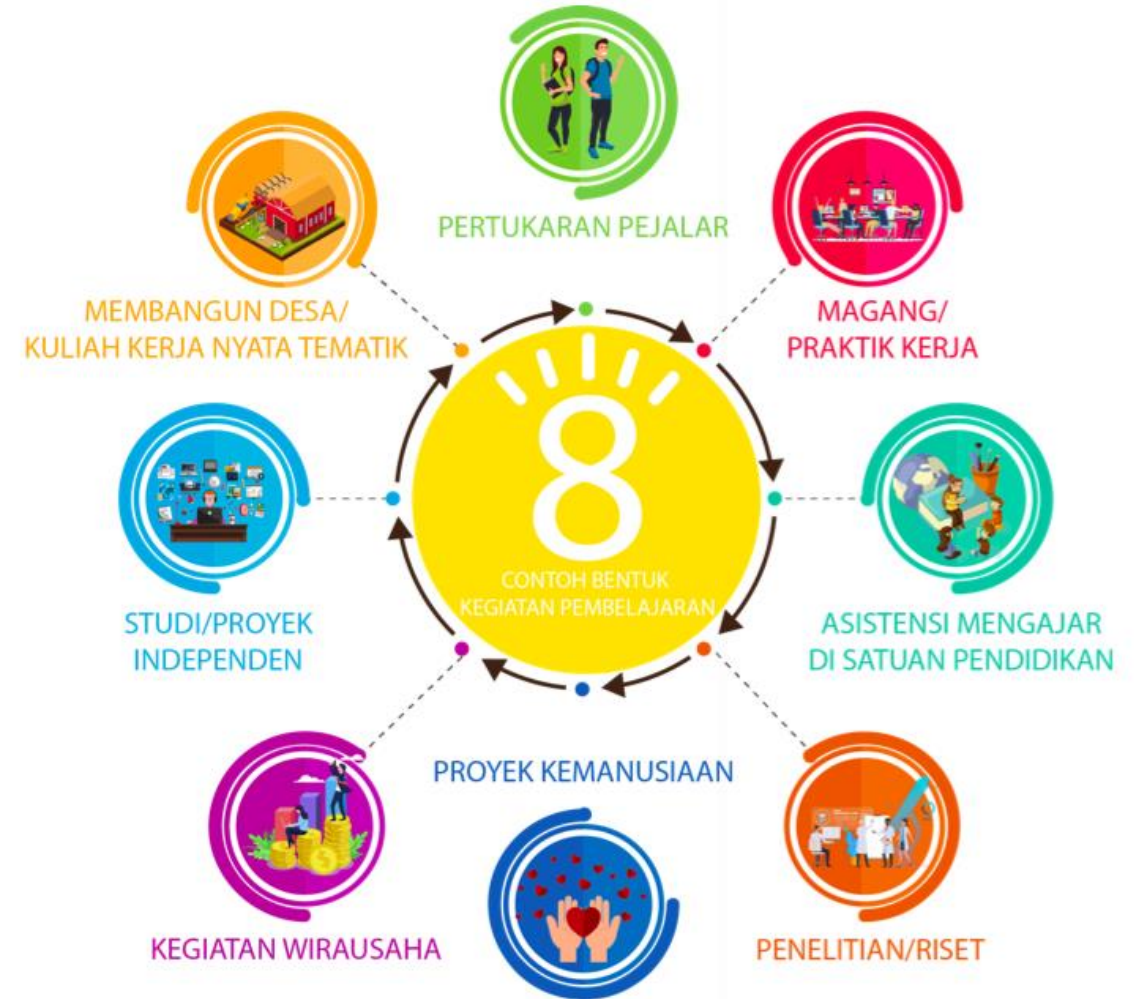 PERTUKARAN PEJALAR
MAGANG/
PRAKTIK KERJA
ASISTENSI MENGAJAR
DI SATUAN PENDIDIKAN
PENELITIAN/RISET
PROYEK KEMANUSIAAN
KEGIATAN WIRAUSAHA
STUDI/PROYEK
INDEPENDEN
MEMBANGUN DESA/
KULIAH KERJA NYATA TEMATIK
8
CONTOH BENTUK
KEGIATAN PEMBELAJARAN